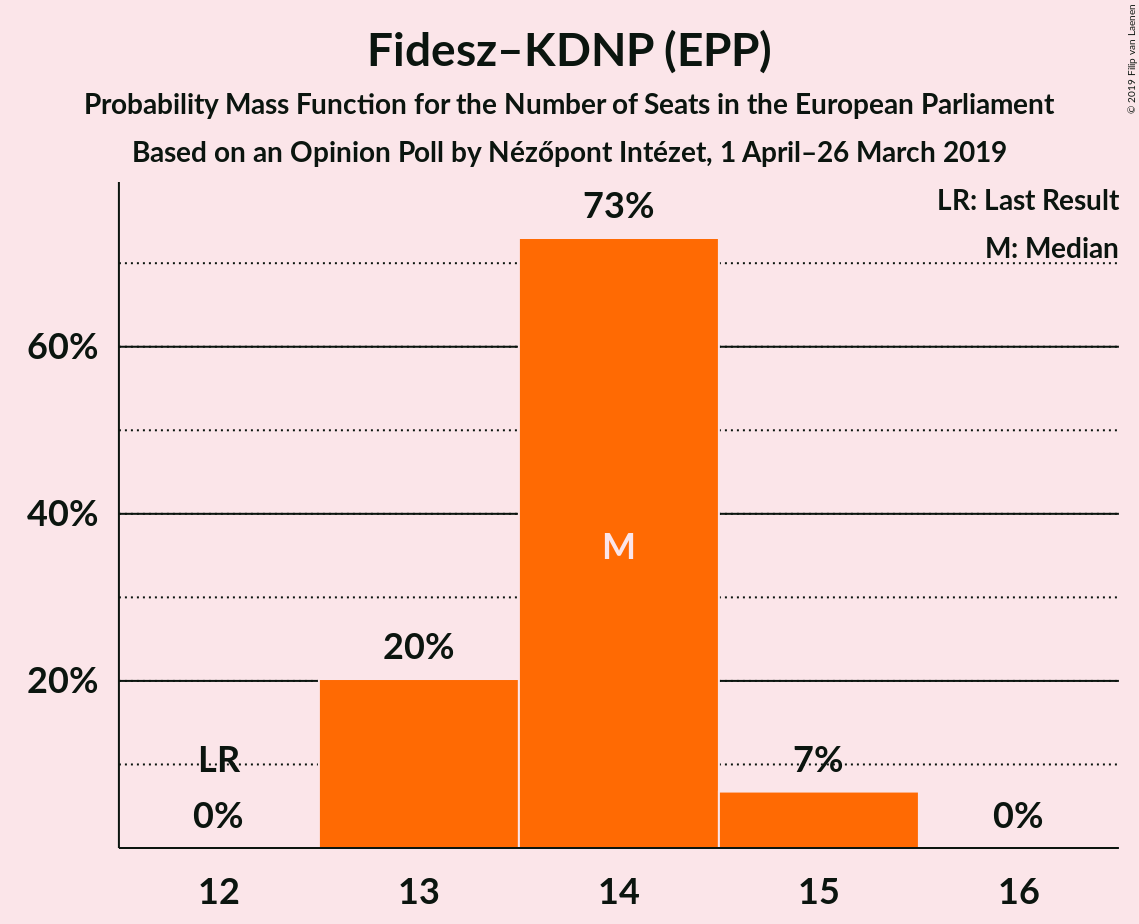 Fidesz–KDNP (EPP)
Probability Mass Function for the Number of Seats in the European Parliament
Based on an Opinion Poll by Nézőpont Intézet, 1 April–26 March 2019
© 2019 Filip van Laenen
LR: Last Result
M: Median
73%
60%
40%
M
20%
20%
LR
7%
0%
0%
12 13 14 15 16